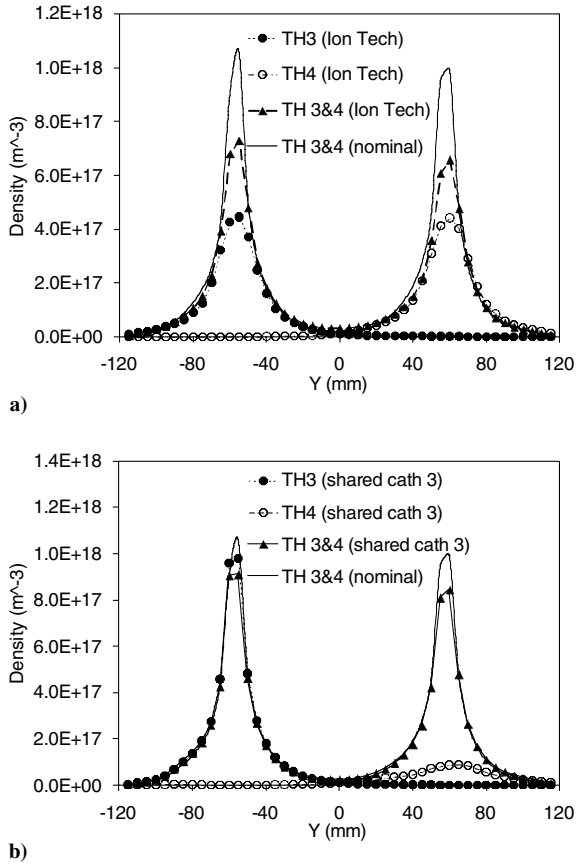 1.2E+18
TH3 (Ion Tech)
1.0E+18
TH4 (Ion Tech)
TH 3&4 (Ion Tech)
8.0E+17
TH 3&4 (nominal)
6.0E+17
4.0E+17
2.0E+17
0.0E+00
Density (m^-3)
-120 -80 -40 0 40 80 120
Y (mm)
a)
1.4E+18
TH3 (shared cath 3)
1.2E+18
TH4 (shared cath 3)
1.0E+18
TH 3&4 (shared cath 3)
TH 3&4 (nominal)
8.0E+17
6.0E+17
4.0E+17
2.0E+17
0.0E+00
Density (m^-3)
-120 -80 -40 0 40 80 120
Y (mm)
b)